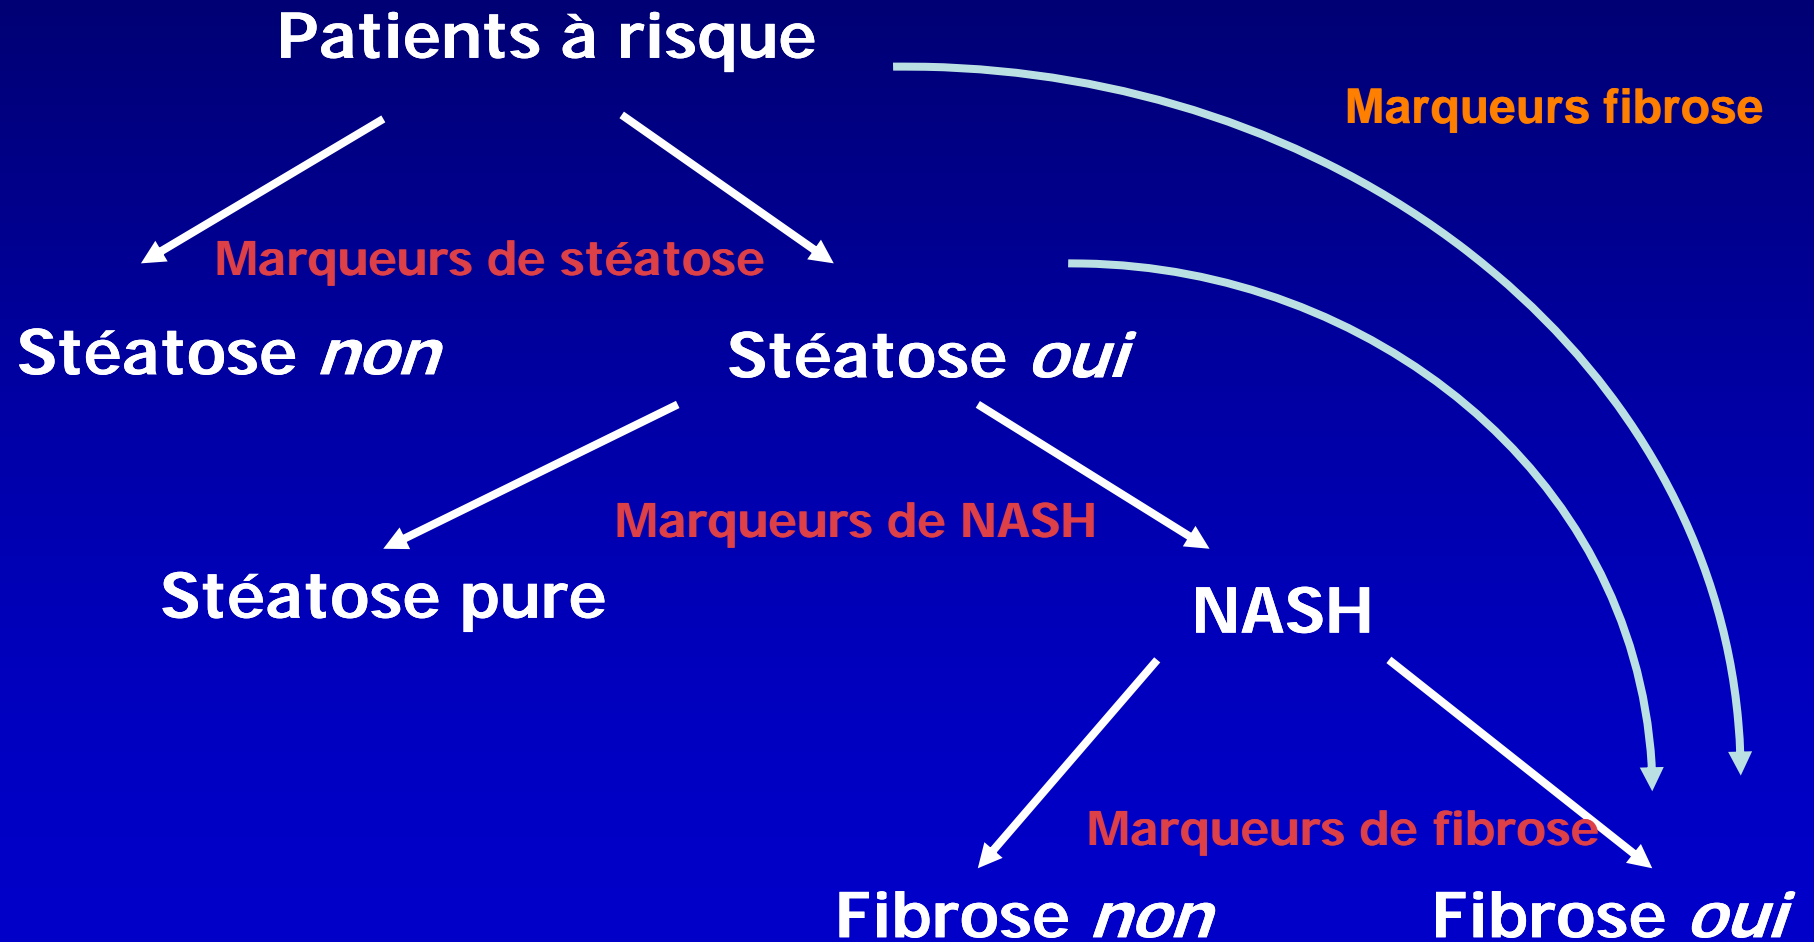 Patients à risque
Marqueurs fibrose
Marqueurs de stéatose
Stéatose non
Stéatose oui
Marqueurs de NASH
Stéatose pure
NASH
Marqueurs de fibrose
Fibrose non
Fibrose oui